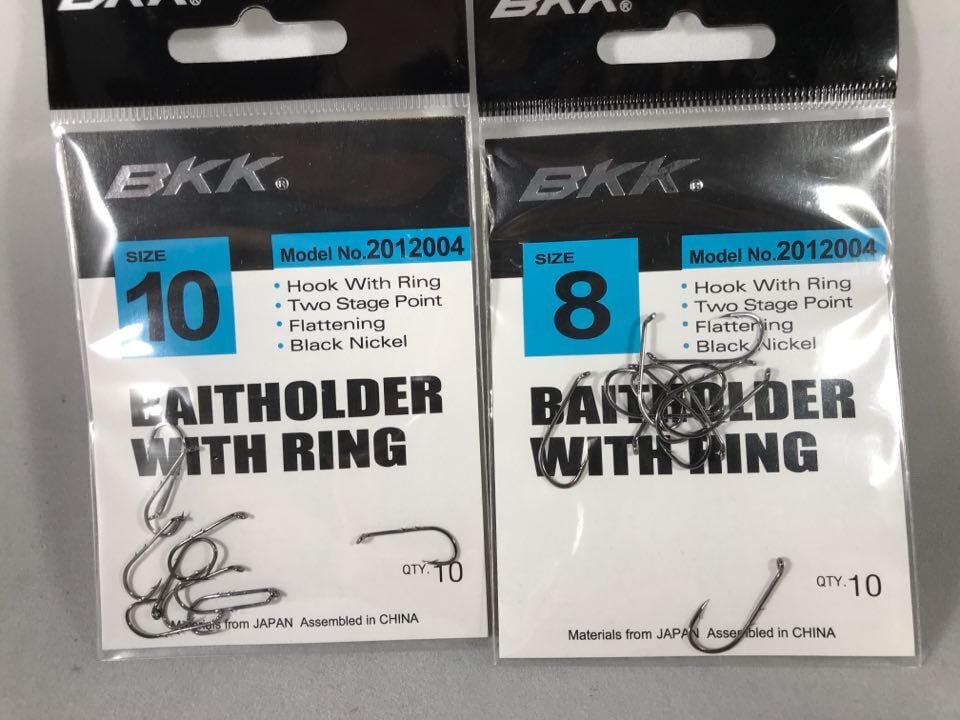 BKK®
BKK®
SIZE
10
Model No.2012004
• Hook With Ring
• Two Stage Point
• Flattening
• Black Nickel
BAITHOLDER
WITH RING
QTY.10
Materials from JAPAN Assembled in CHINA
BKK®
BKK®
SIZE
8
Model No.2012004
• Hook With Ring
• Two Stage Point
• Flattening
• Black Nickel
BAITHOLDER
WITH RING
QTY.10
Materials from JAPAN Assembled in CHINA